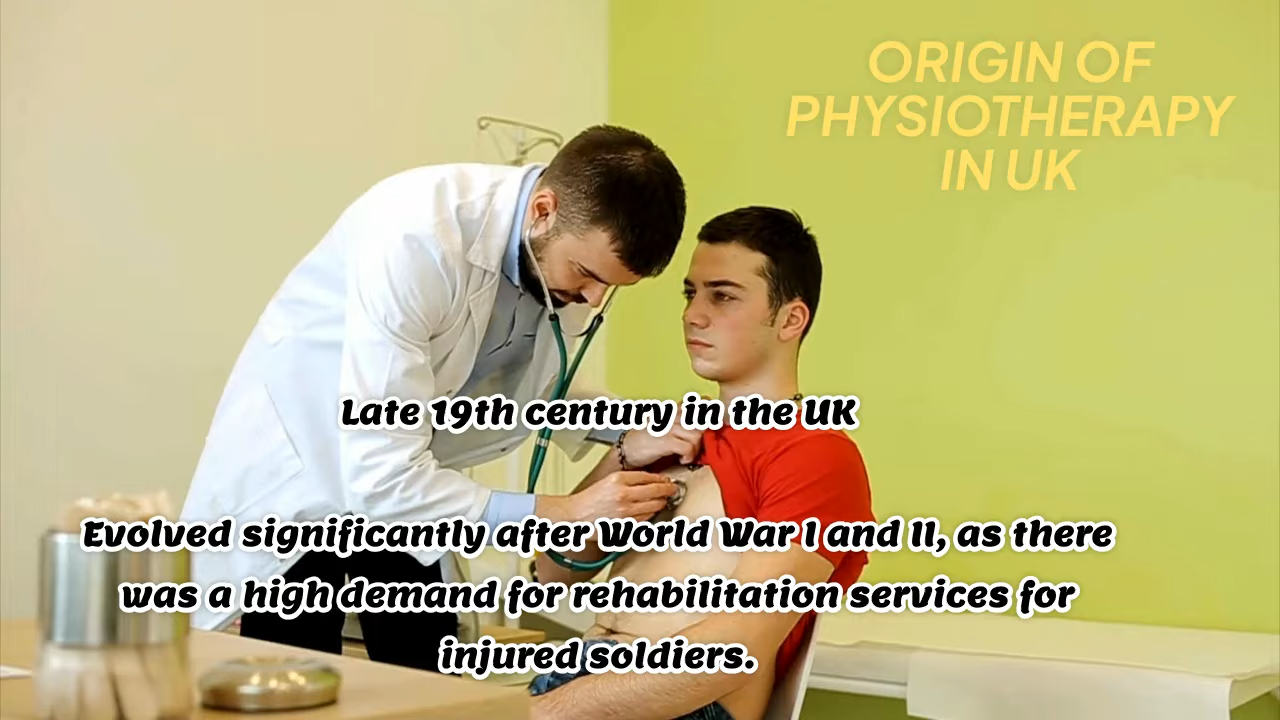 ORIGIN OF
PHYSIOTHERAPY
IN UK
Late 19th century in the UK
Evolved significantly after World War I and II, as there
was a high demand for rehabilitation services for
injured soldiers.